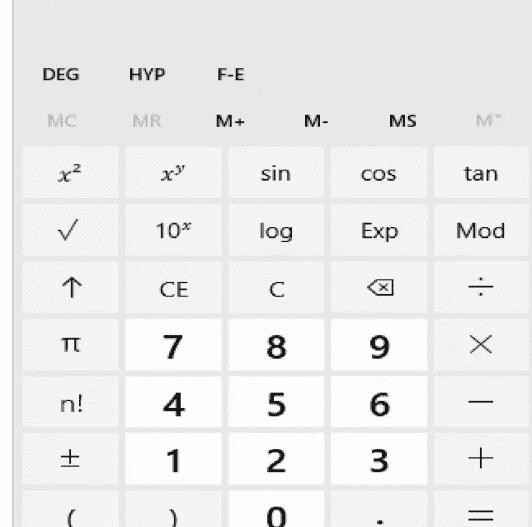 DEG HYP F-E
MC MR M+ M- MS M˅
x² xʸ sin cos tan
√ 10ˣ log Exp Mod
↑ CE C ⌫ ÷
π 7 8 9 ×
n! 4 5 6 −
± 1 2 3 +
( ) 0 . =